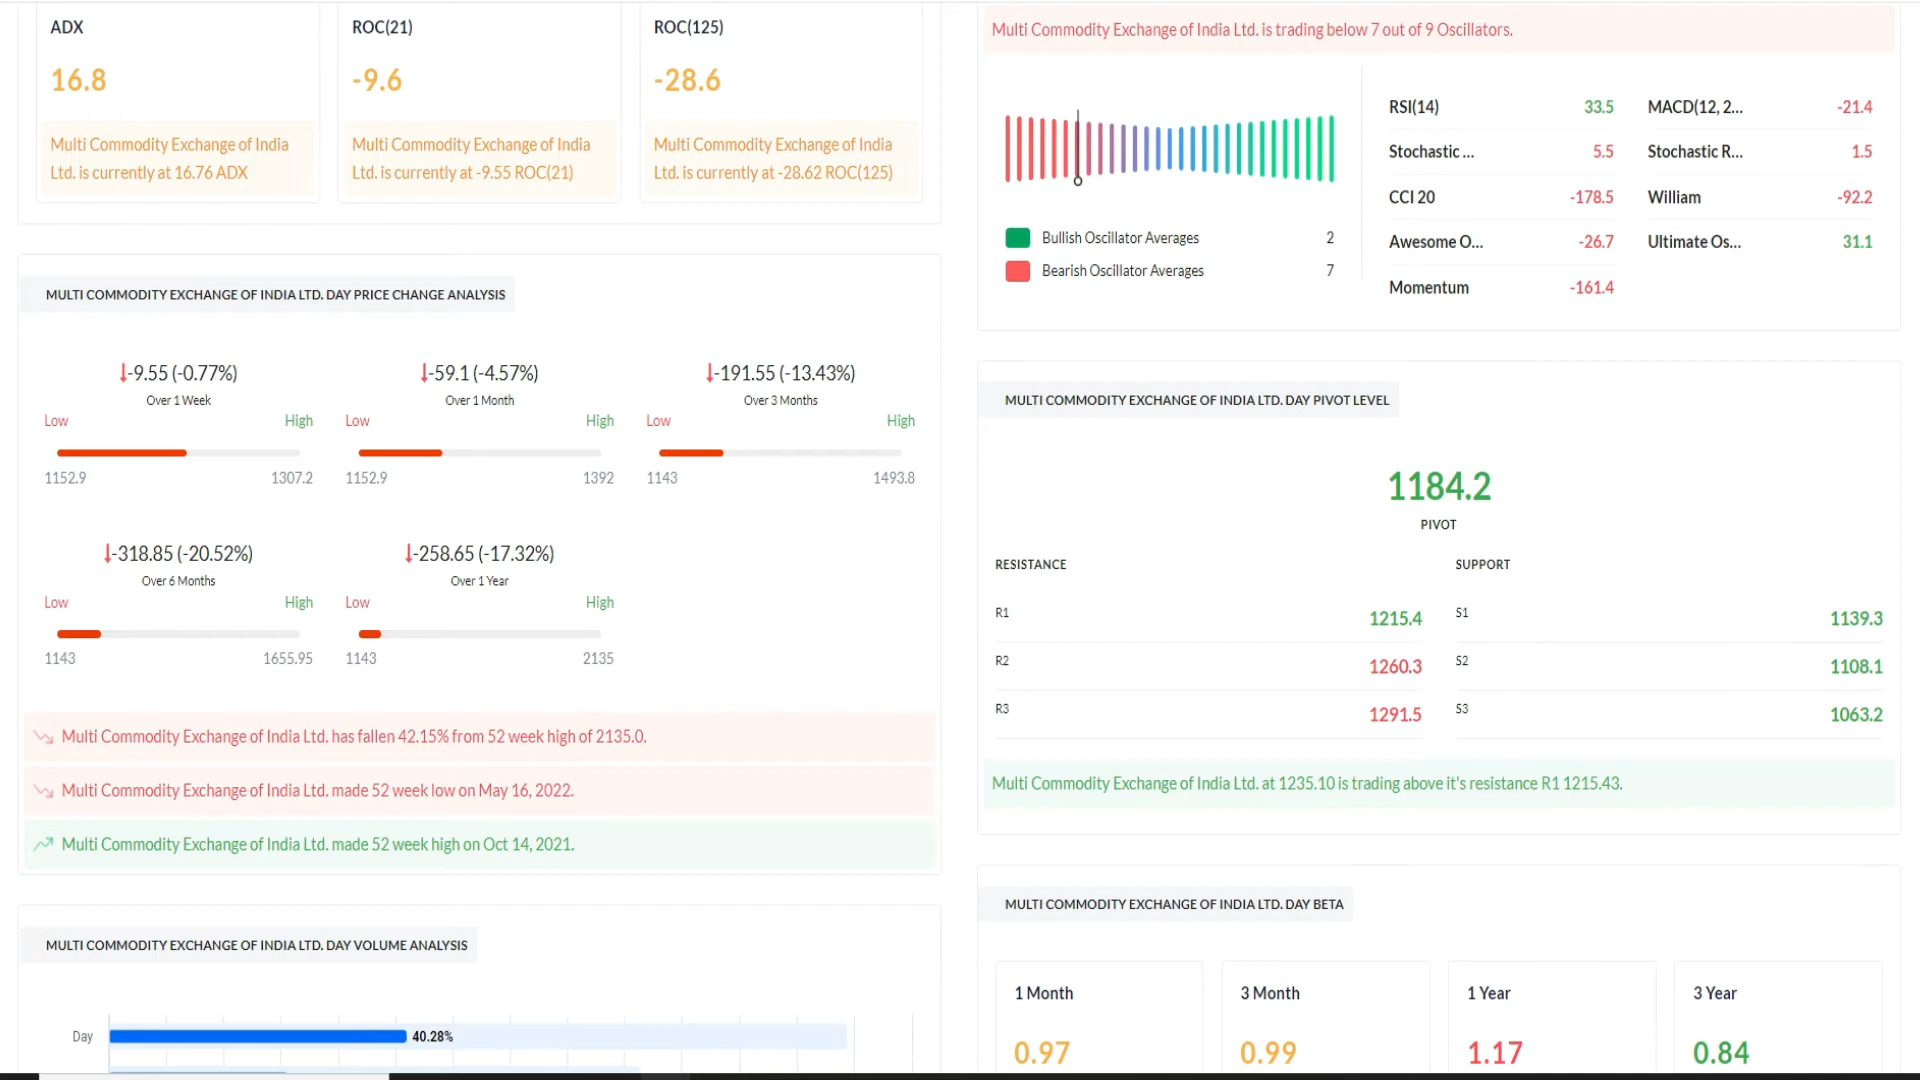 ADX
16.8
Multi Commodity Exchange of India
Ltd. is currently at 16.76 ADX
ROC(21)
-9.6
Multi Commodity Exchange of India
Ltd. is currently at -9.55 ROC(21)
ROC(125)
-28.6
Multi Commodity Exchange of India
Ltd. is currently at -28.62 ROC(125)
MULTI COMMODITY EXCHANGE OF INDIA LTD. DAY PRICE CHANGE ANALYSIS
-9.55 (-0.77%)
Over 1 Week
Low High
1152.9 1307.2
-59.1 (-4.57%)
Over 1 Month
Low High
1152.9 1392
-191.55 (-13.43%)
Over 3 Months
Low High
1143 1493.8
-318.85 (-20.52%)
Over 6 Months
Low High
1143 1655.95
-258.65 (-17.32%)
Over 1 Year
Low High
1143 2135
Multi Commodity Exchange of India Ltd. has fallen 42.15% from 52 week high of 2135.0.
Multi Commodity Exchange of India Ltd. made 52 week low on May 16, 2022.
Multi Commodity Exchange of India Ltd. made 52 week high on Oct 14, 2021.
MULTI COMMODITY EXCHANGE OF INDIA LTD. DAY VOLUME ANALYSIS
Day 40.28%
Multi Commodity Exchange of India Ltd. is trading below 7 out of 9 Oscillators.
Bullish Oscillator Averages 2
Bearish Oscillator Averages 7
RSI(14) 33.5 MACD(12, 2... -21.4
Stochastic ... 5.5 Stochastic R... 1.5
CCI 20 -178.5 William -92.2
Awesome O... -26.7 Ultimate Os... 31.1
Momentum -161.4
MULTI COMMODITY EXCHANGE OF INDIA LTD. DAY PIVOT LEVEL
1184.2
PIVOT
RESISTANCE SUPPORT
R1 1215.4 S1 1139.3
R2 1260.3 S2 1108.1
R3 1291.5 S3 1063.2
Multi Commodity Exchange of India Ltd. at 1235.10 is trading above it's resistance R1 1215.43.
MULTI COMMODITY EXCHANGE OF INDIA LTD. DAY BETA
1 Month 3 Month 1 Year 3 Year
0.97 0.99 1.17 0.84